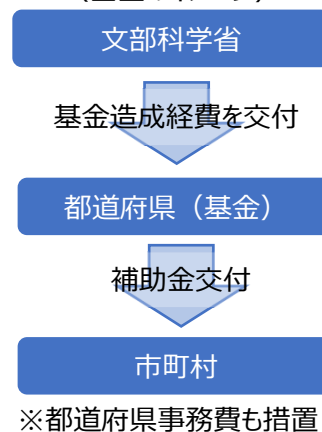 文部科学省
基金造成経費を交付
都道府県（基金）
補助金交付
市町村
※都道府県事務費も措置